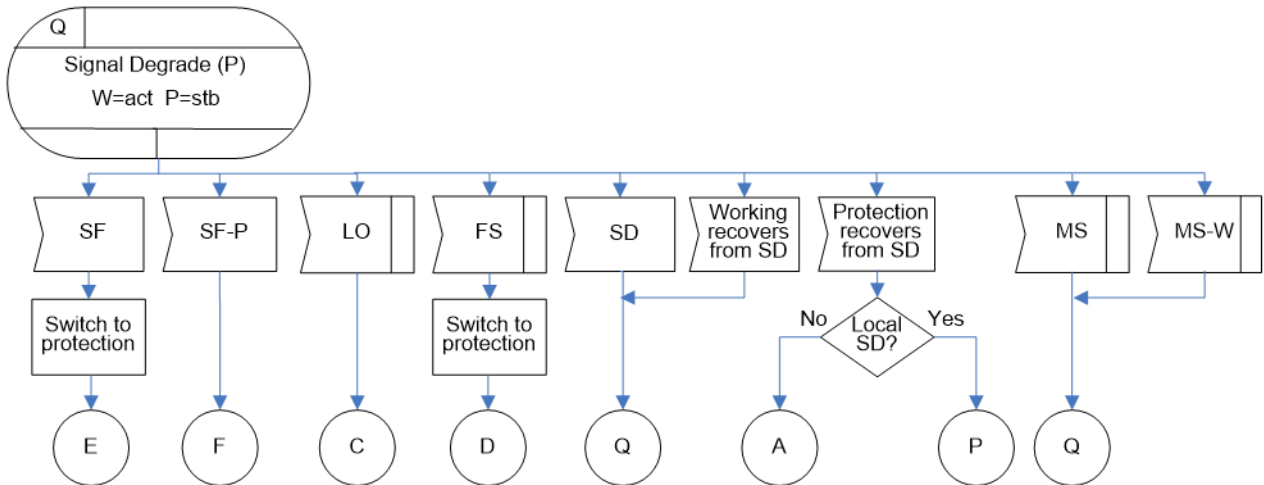 Q
Signal Degrade (P)
W=act P=stb
SF
SF-P
LO
FS
SD
Working
recovers
from SD
Protection
recovers
from SD
MS
MS-W
Switch to
protection
Switch to
protection
No
Local
SD?
Yes
E
F
C
D
Q
A
P
Q